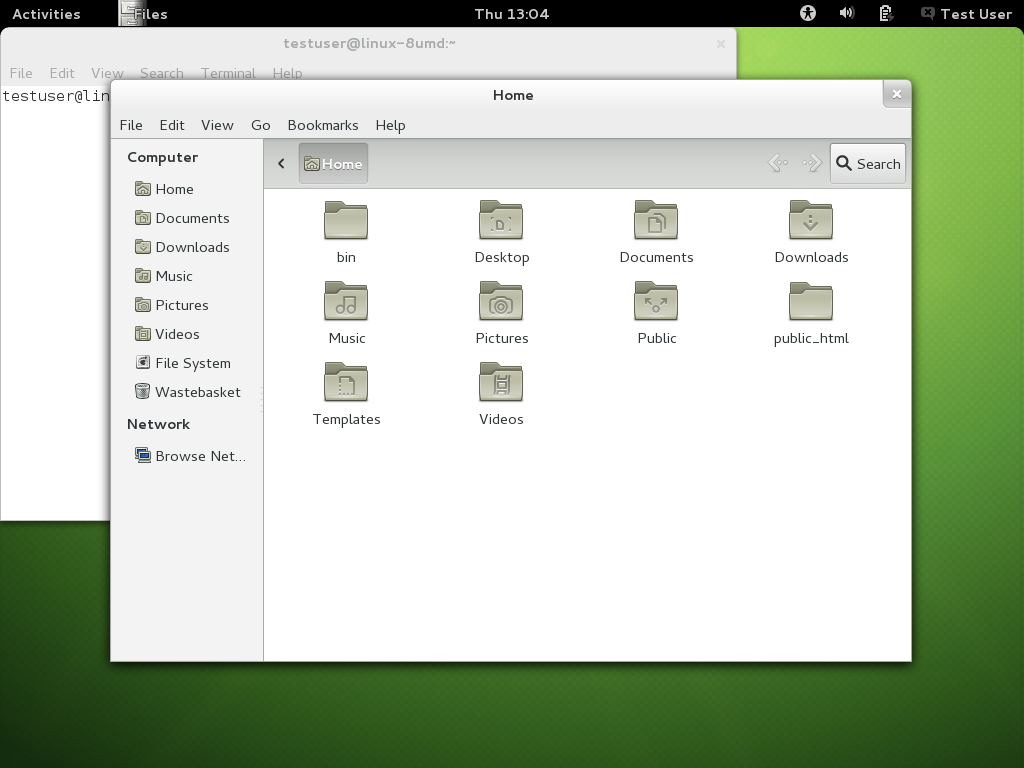 Activities Files Thu 13:04 Test User
testuser@linux-8umd:~
File Edit View Search Terminal Help
testuser@lin
Home
File Edit View Go Bookmarks Help
Computer
Home
Documents
Downloads
Music
Pictures
Videos
File System
Wastebasket
Network
Browse Net...
Home Search
bin Desktop Documents Downloads
Music Pictures Public public_html
Templates Videos